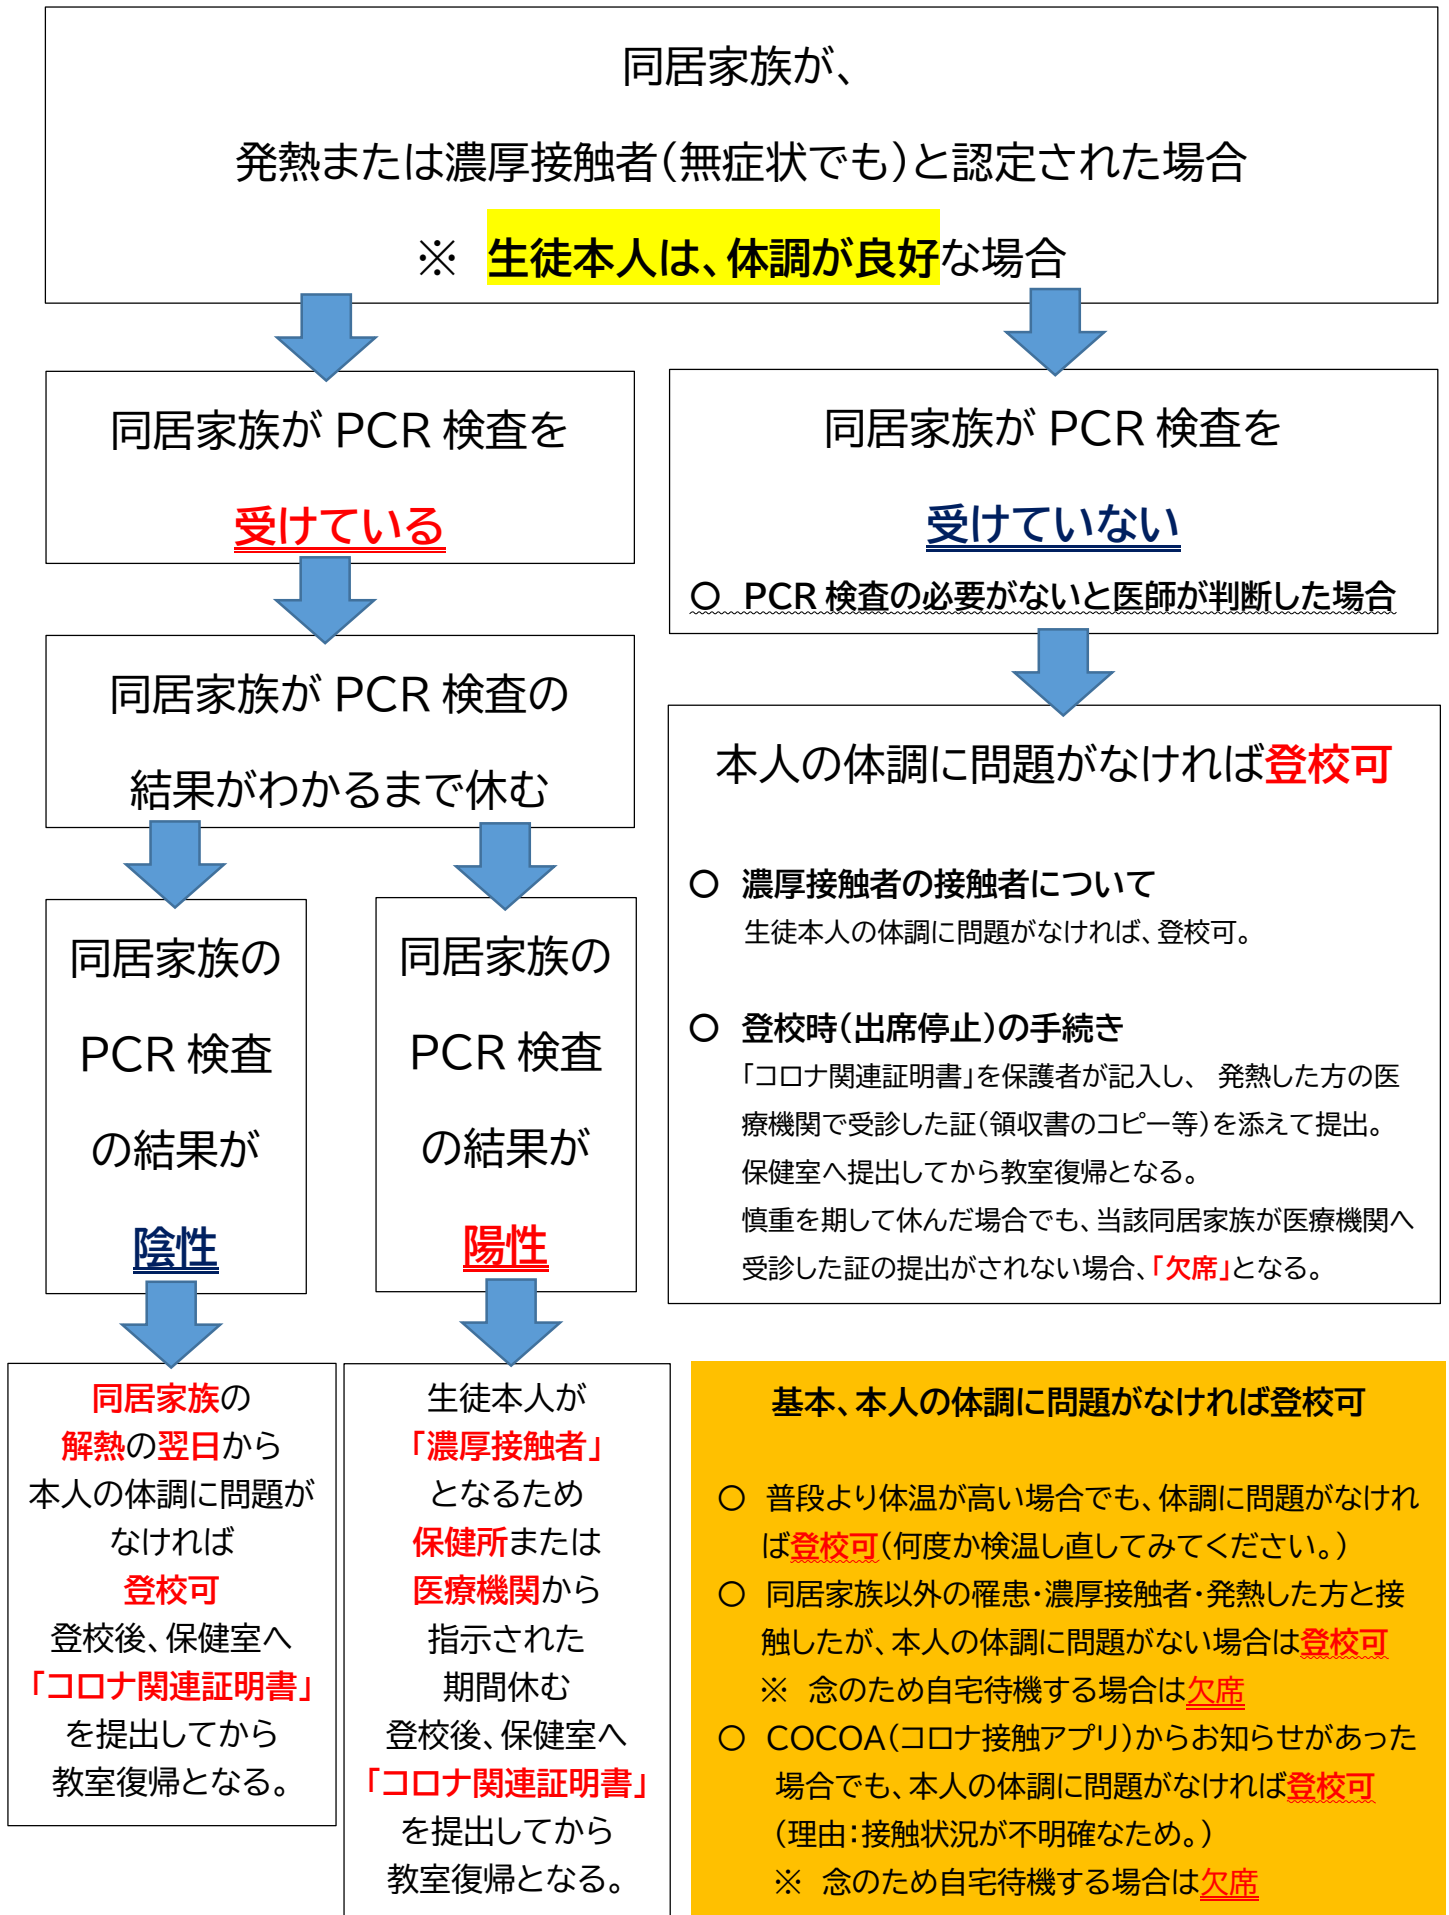 同居家族が、
発熱または濃厚接触者(無症状でも)と認定された場合
※ 生徒本人は、体調が良好な場合
同居家族が PCR 検査を
受けている
同居家族が PCR 検査を
受けていない
〇 PCR 検査の必要がないと医師が判断した場合
同居家族が PCR 検査の
結果がわかるまで休む
本人の体調に問題がなければ登校可
〇 濃厚接触者の接触者について
生徒本人の体調に問題がなければ、登校可。
〇 登校時(出席停止)の手続き
「コロナ関連証明書」を保護者が記入し、 発熱した方の医
療機関で受診した証(領収書のコピー等)を添えて提出。
保健室へ提出してから教室復帰となる。
慎重を期して休んだ場合でも、当該同居家族が医療機関へ
受診した証の提出がされない場合、「欠席」となる。
同居家族の
PCR 検査
の結果が
陰性
同居家族の
PCR 検査
の結果が
陽性
同居家族の
解熱の翌日から
本人の体調に問題が
なければ
登校可
登校後、保健室へ
「コロナ関連証明書」
を提出してから
教室復帰となる。
生徒本人が
「濃厚接触者」
となるため
保健所または
医療機関から
指示された
期間休む
登校後、保健室へ
「コロナ関連証明書」
を提出してから
教室復帰となる。
基本、本人の体調に問題がなければ登校可
〇 普段より体温が高い場合でも、体調に問題がなけれ
ば登校可(何度か検温し直してみてください。)
〇 同居家族以外の罹患・濃厚接触者・発熱した方と接
触したが、本人の体調に問題がない場合は登校可
※ 念のため自宅待機する場合は欠席
〇 COCOA(コロナ接触アプリ)からお知らせがあった
場合でも、本人の体調に問題がなければ登校可
(理由:接触状況が不明確なため。)
※ 念のため自宅待機する場合は欠席